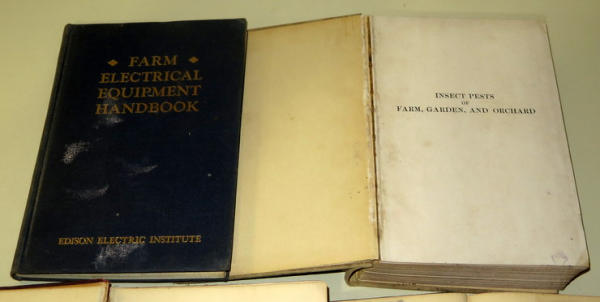 FARM
ELECTRICAL
EQUIPMENT
HANDBOOK
EDISON ELECTRIC INSTITUTE
INSECT PESTS
OF
FARM, GARDEN, AND ORCHARD